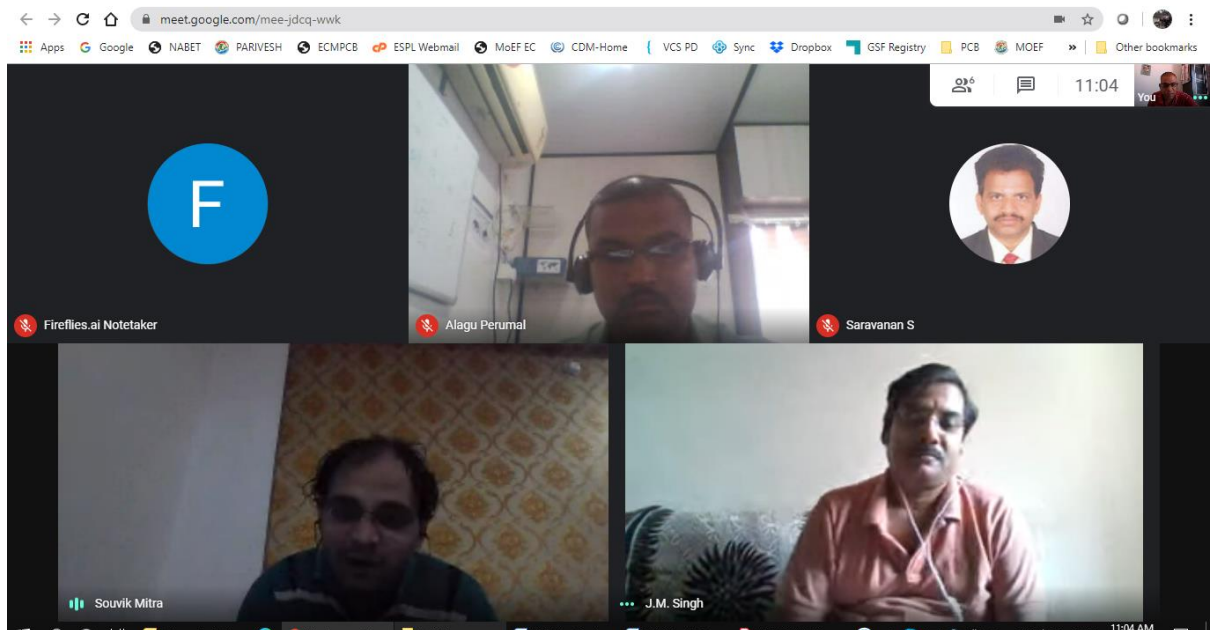 meet.google.com/mee-jdcq-wwk
Apps G Google NABET PARIVESH ECMPCB cP ESPL Webmail MoEF EC CDM-Home VCS PD Sync Dropbox GSF Registry PCB MOEF » Other bookmarks
6 11:04 You
F
Fireflies.ai Notetaker
Alagu Perumal
Saravanan S
Souvik Mitra
J.M. Singh
11:04 AM